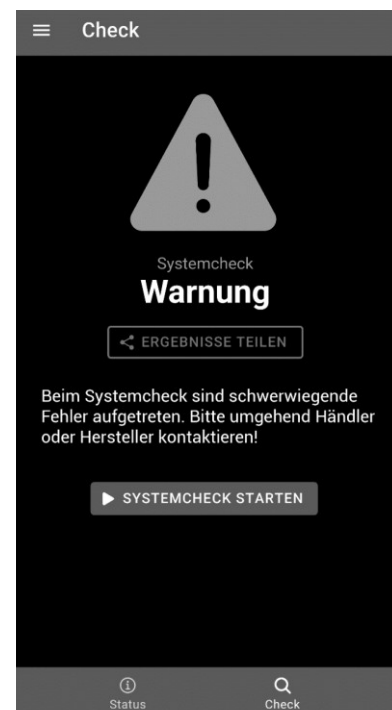 Check
Systemcheck
Warnung
ERGEBNISSE TEILEN
Beim Systemcheck sind schwerwiegende
Fehler aufgetreten. Bitte umgehend Händler
oder Hersteller kontaktieren!
SYSTEMCHECK STARTEN
Status
Check